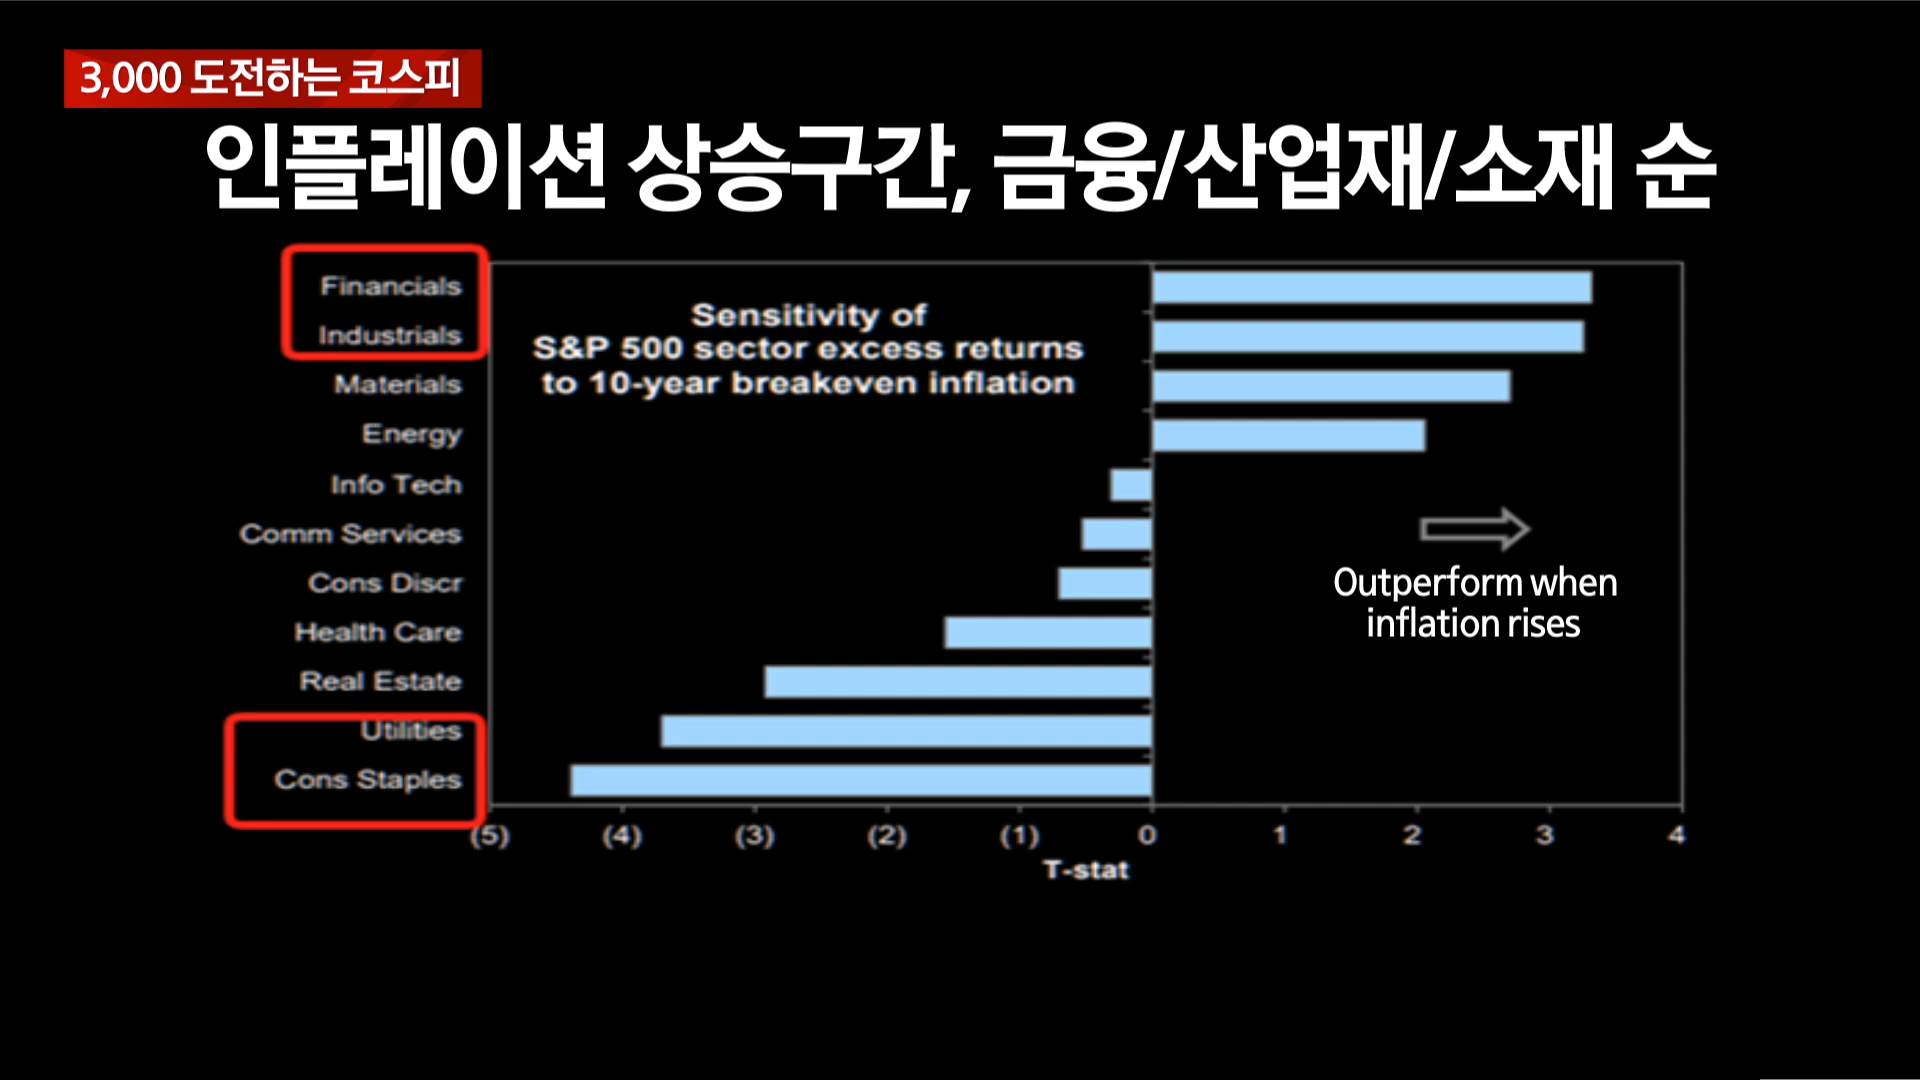 3,000 도전하는 코스피
인플레이션 상승구간, 금융/산업재/소재 순
Financials
Industrials
Materials
Energy
Info Tech
Comm Services
Cons Discr
Health Care
Real Estate
Utilities
Cons Staples
Sensitivity of
S&P 500 sector excess returns
to 10-year breakeven inflation
Outperform when
inflation rises
(5) (4) (3) (2) (1) 0 1 2 3 4
T-stat